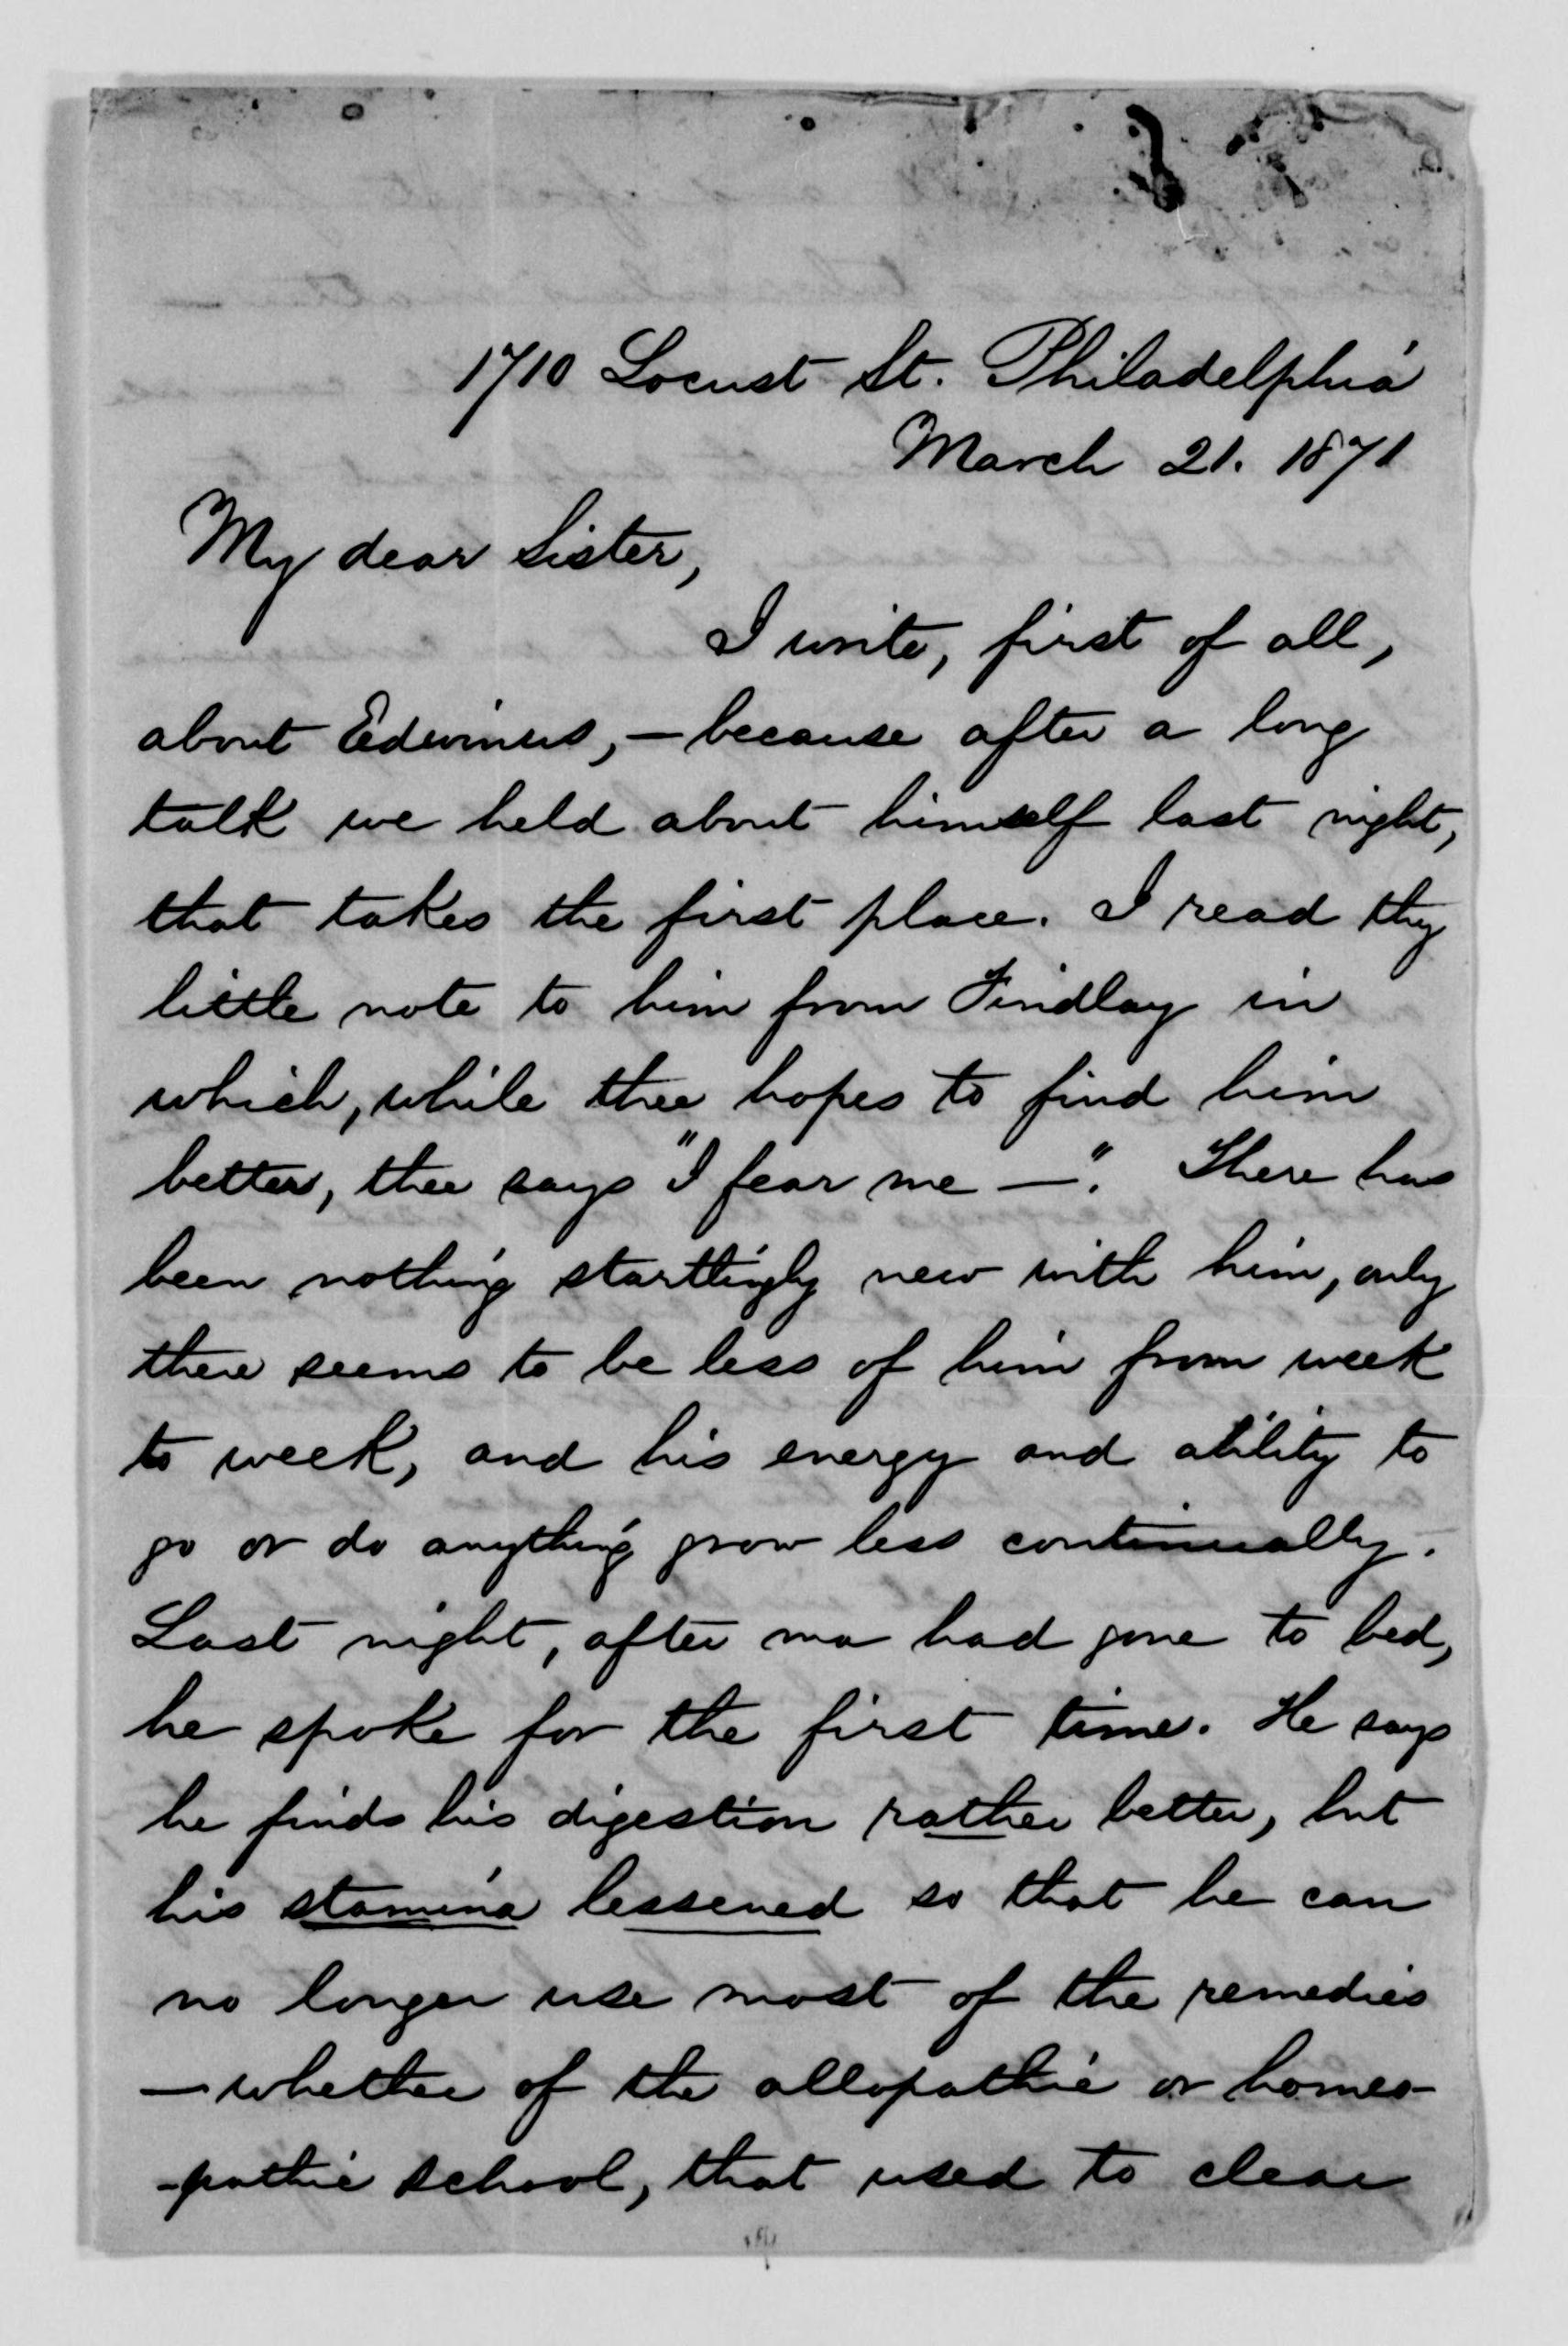 1710 Locust St. Philadelphia
March 21. 1871
My dear Sister,
I write, first of all,
about Edwinus, — because after a long
talk we held about himself last night,
that takes the first place. I read thy
little note to him from Findlay in
which, while thee hopes to find him
better, thee says "I fear me —". There has
been nothing starttingly new with him, only
there seems to be less of him from week
to week, and his energy and ability to
go or do anything grow less continually.
Last night, after ma had gone to bed,
he spoke for the first time. He says
he finds his digestion rather better, but
his stamina lessened so that he can
no longer use most of the remedies
— whether of the allopathic or homeo-
-pathic school, that used to clear